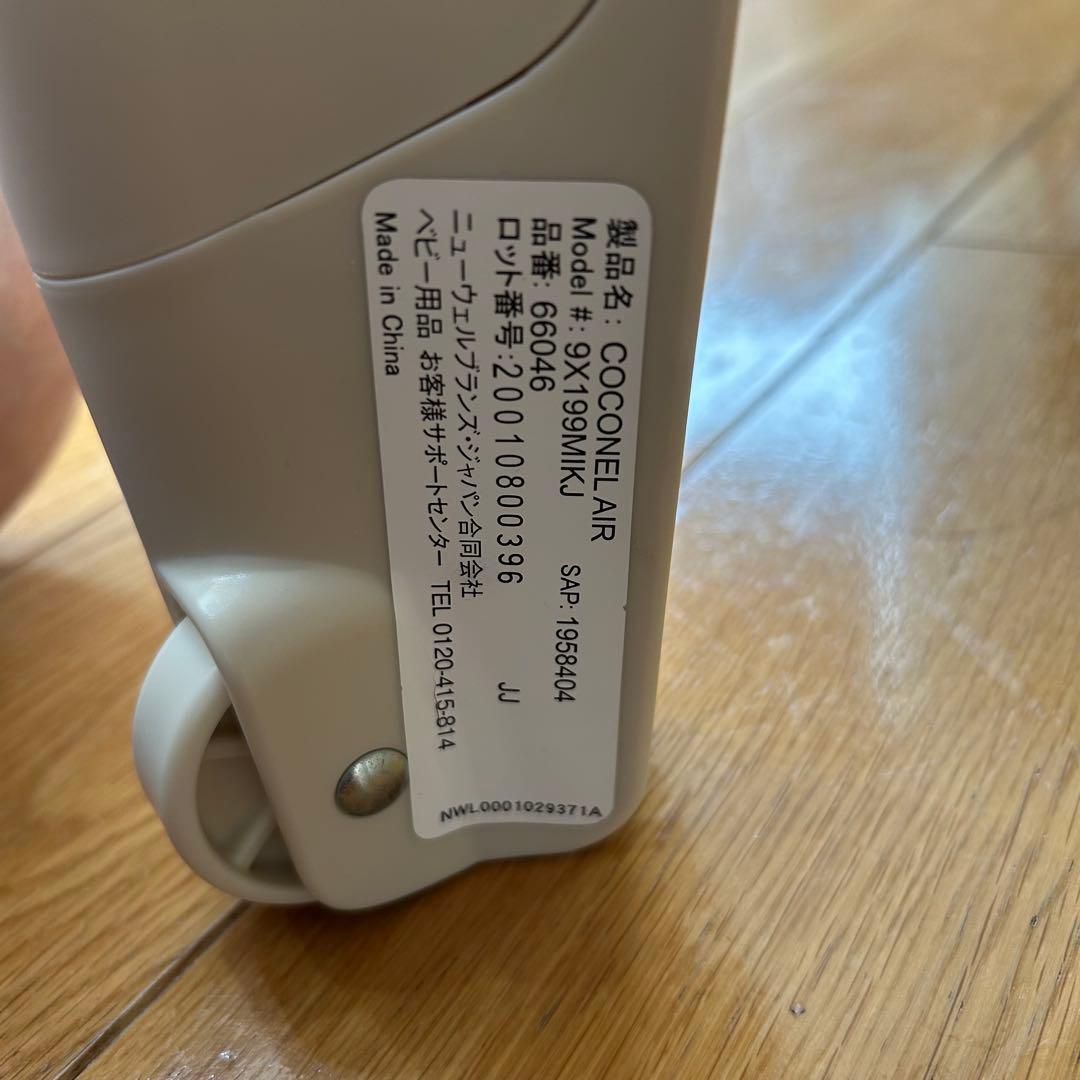 製品名: COCONEL AIR
Model #: 9X199MIKJ SAP: 1958404
品番: 66046
ロット番号:2001080039​6 JJ
ニューウェルブランズ・ジャパン合同会社
ベビー用品 お客様サポートセンター TEL 0120-415-814
Made in China
NWL0001029371A